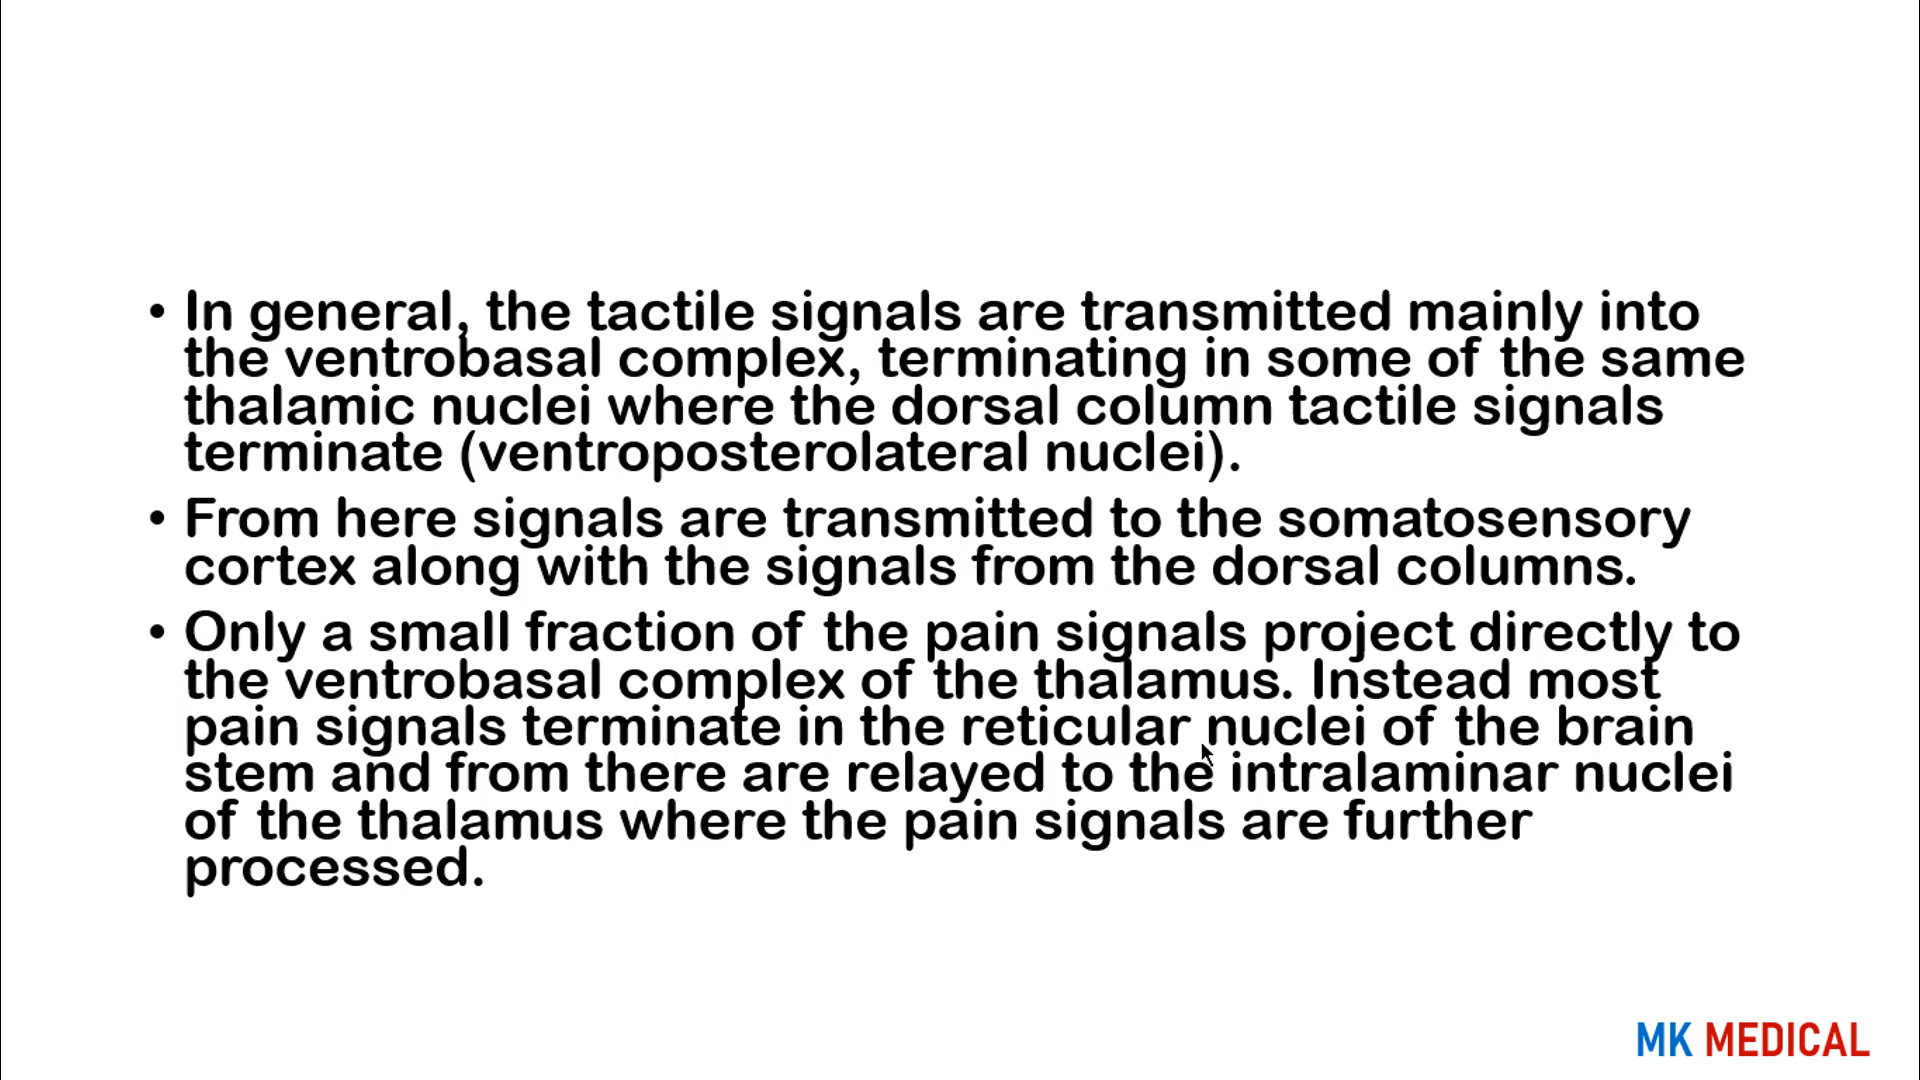 • In general, the tactile signals are transmitted mainly into
the ventrobasal complex, terminating in some of the same
thalamic nuclei where the dorsal column tactile signals
terminate (ventroposterolateral nuclei).
• From here signals are transmitted to the somatosensory
cortex along with the signals from the dorsal columns.
• Only a small fraction of the pain signals project directly to
the ventrobasal complex of the thalamus. Instead most
pain signals terminate in the reticular nuclei of the brain
stem and from there are relayed to the intralaminar nuclei
of the thalamus where the pain signals are further
processed.
MK MEDICAL